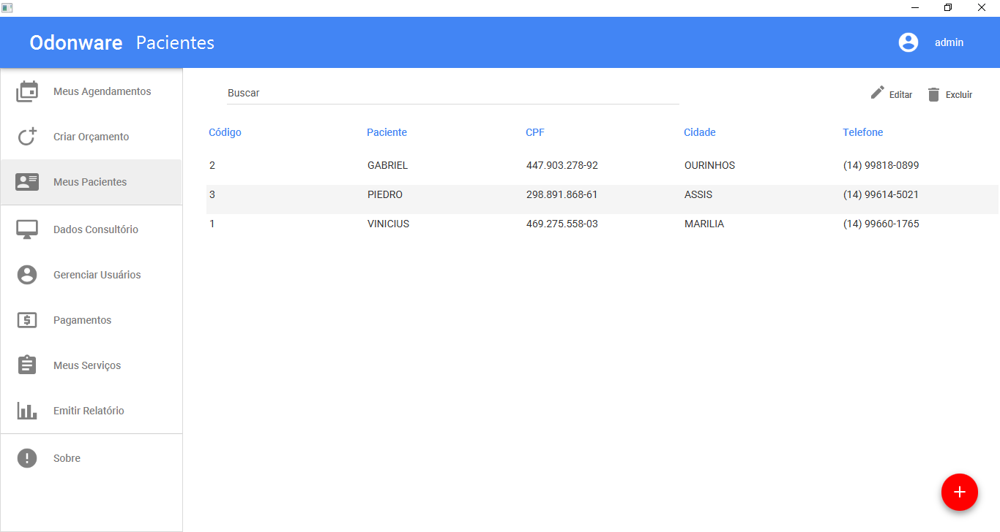 Odonware Pacientes
admin
Meus Agendamentos
Criar Orçamento
Meus Pacientes
Dados Consultório
Gerenciar Usuários
Pagamentos
Meus Serviços
Emitir Relatório
Sobre
Buscar
Editar
Excluir
Código Paciente CPF Cidade Telefone
2 GABRIEL 447.903.278-92 OURINHOS (14) 99818-0899
3 PIEDRO 298.891.868-61 ASSIS (14) 99614-5021
1 VINICIUS 469.275.558-03 MARILIA (14) 99660-1765